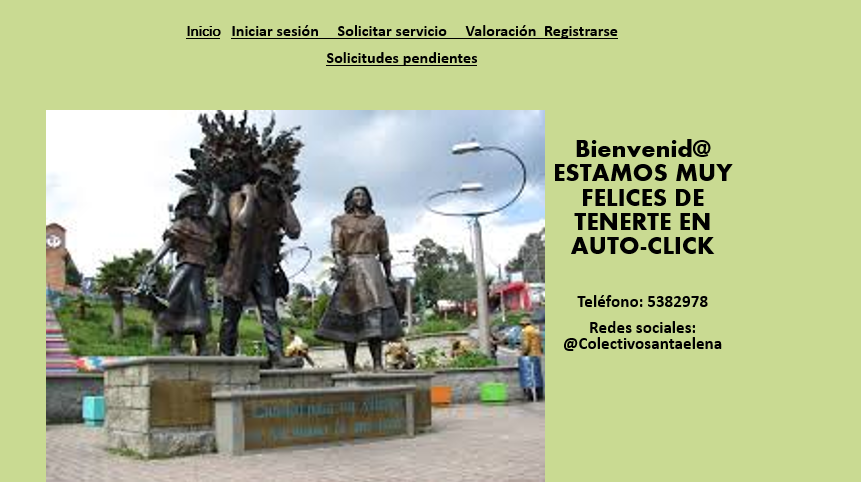 Inicio Iniciar sesión Solicitar servicio Valoración Registrarse
Solicitudes pendientes
Bienvenid@
ESTAMOS MUY
FELICES DE
TENERTE EN
AUTO-CLICK
Teléfono: 5382978
Redes sociales:
@Colectivosantaelena